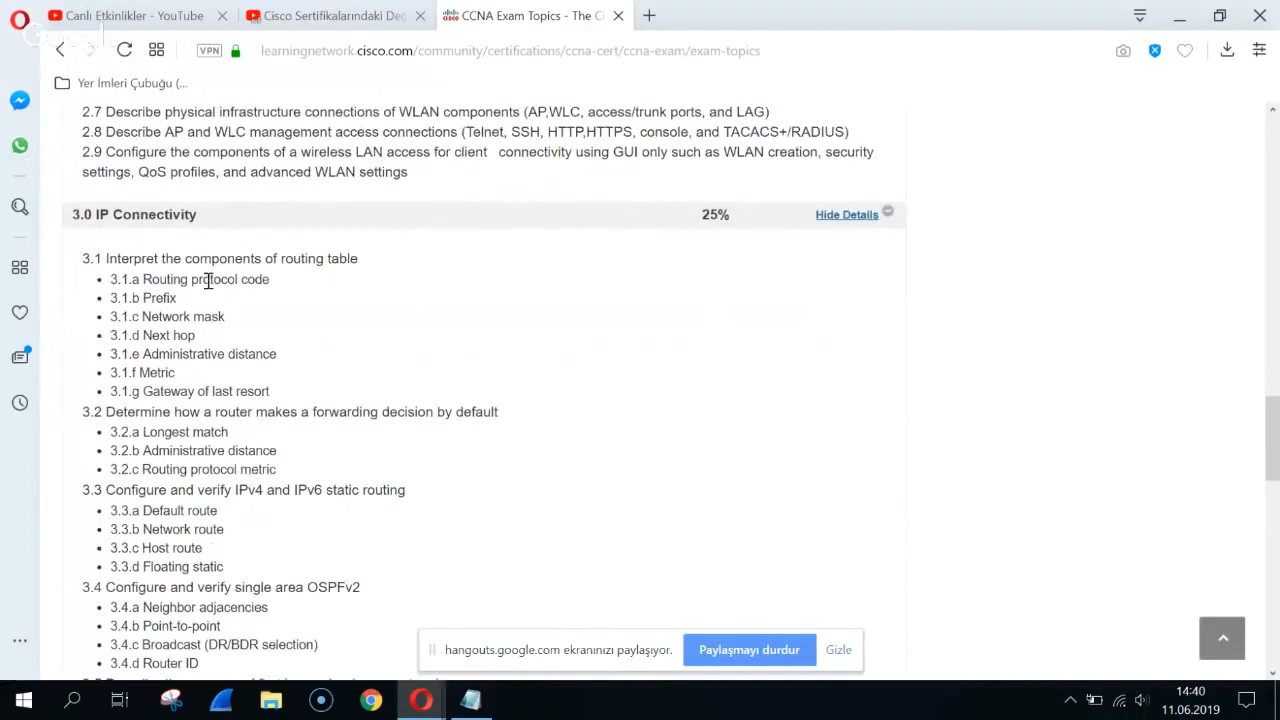 Canlı Etkinlikler - YouTube
Cisco Sertifikalarındaki Değ
CCNA Exam Topics - The Ci
VPN
learningnetwork.cisco.com/community/certifications/ccna-cert/ccna-exam/exam-topics
Yer İmleri Çubuğu (...
2.7 Describe physical infrastructure connections of WLAN components (AP,WLC, access/trunk ports, and LAG)
2.8 Describe AP and WLC management access connections (Telnet, SSH, HTTP,HTTPS, console, and TACACS+/RADIUS)
2.9 Configure the components of a wireless LAN access for client connectivity using GUI only such as WLAN creation, security
settings, QoS profiles, and advanced WLAN settings
3.0 IP Connectivity 25% Hide Details
3.1 Interpret the components of routing table
• 3.1.a Routing protocol code
• 3.1.b Prefix
• 3.1.c Network mask
• 3.1.d Next hop
• 3.1.e Administrative distance
• 3.1.f Metric
• 3.1.g Gateway of last resort
3.2 Determine how a router makes a forwarding decision by default
• 3.2.a Longest match
• 3.2.b Administrative distance
• 3.2.c Routing protocol metric
3.3 Configure and verify IPv4 and IPv6 static routing
• 3.3.a Default route
• 3.3.b Network route
• 3.3.c Host route
• 3.3.d Floating static
3.4 Configure and verify single area OSPFv2
• 3.4.a Neighbor adjacencies
• 3.4.b Point-to-point
• 3.4.c Broadcast (DR/BDR selection)
• 3.4.d Router ID
hangouts.google.com ekranınızı paylaşıyor. Paylaşmayı durdur Gizle
14:40
11.06.2019